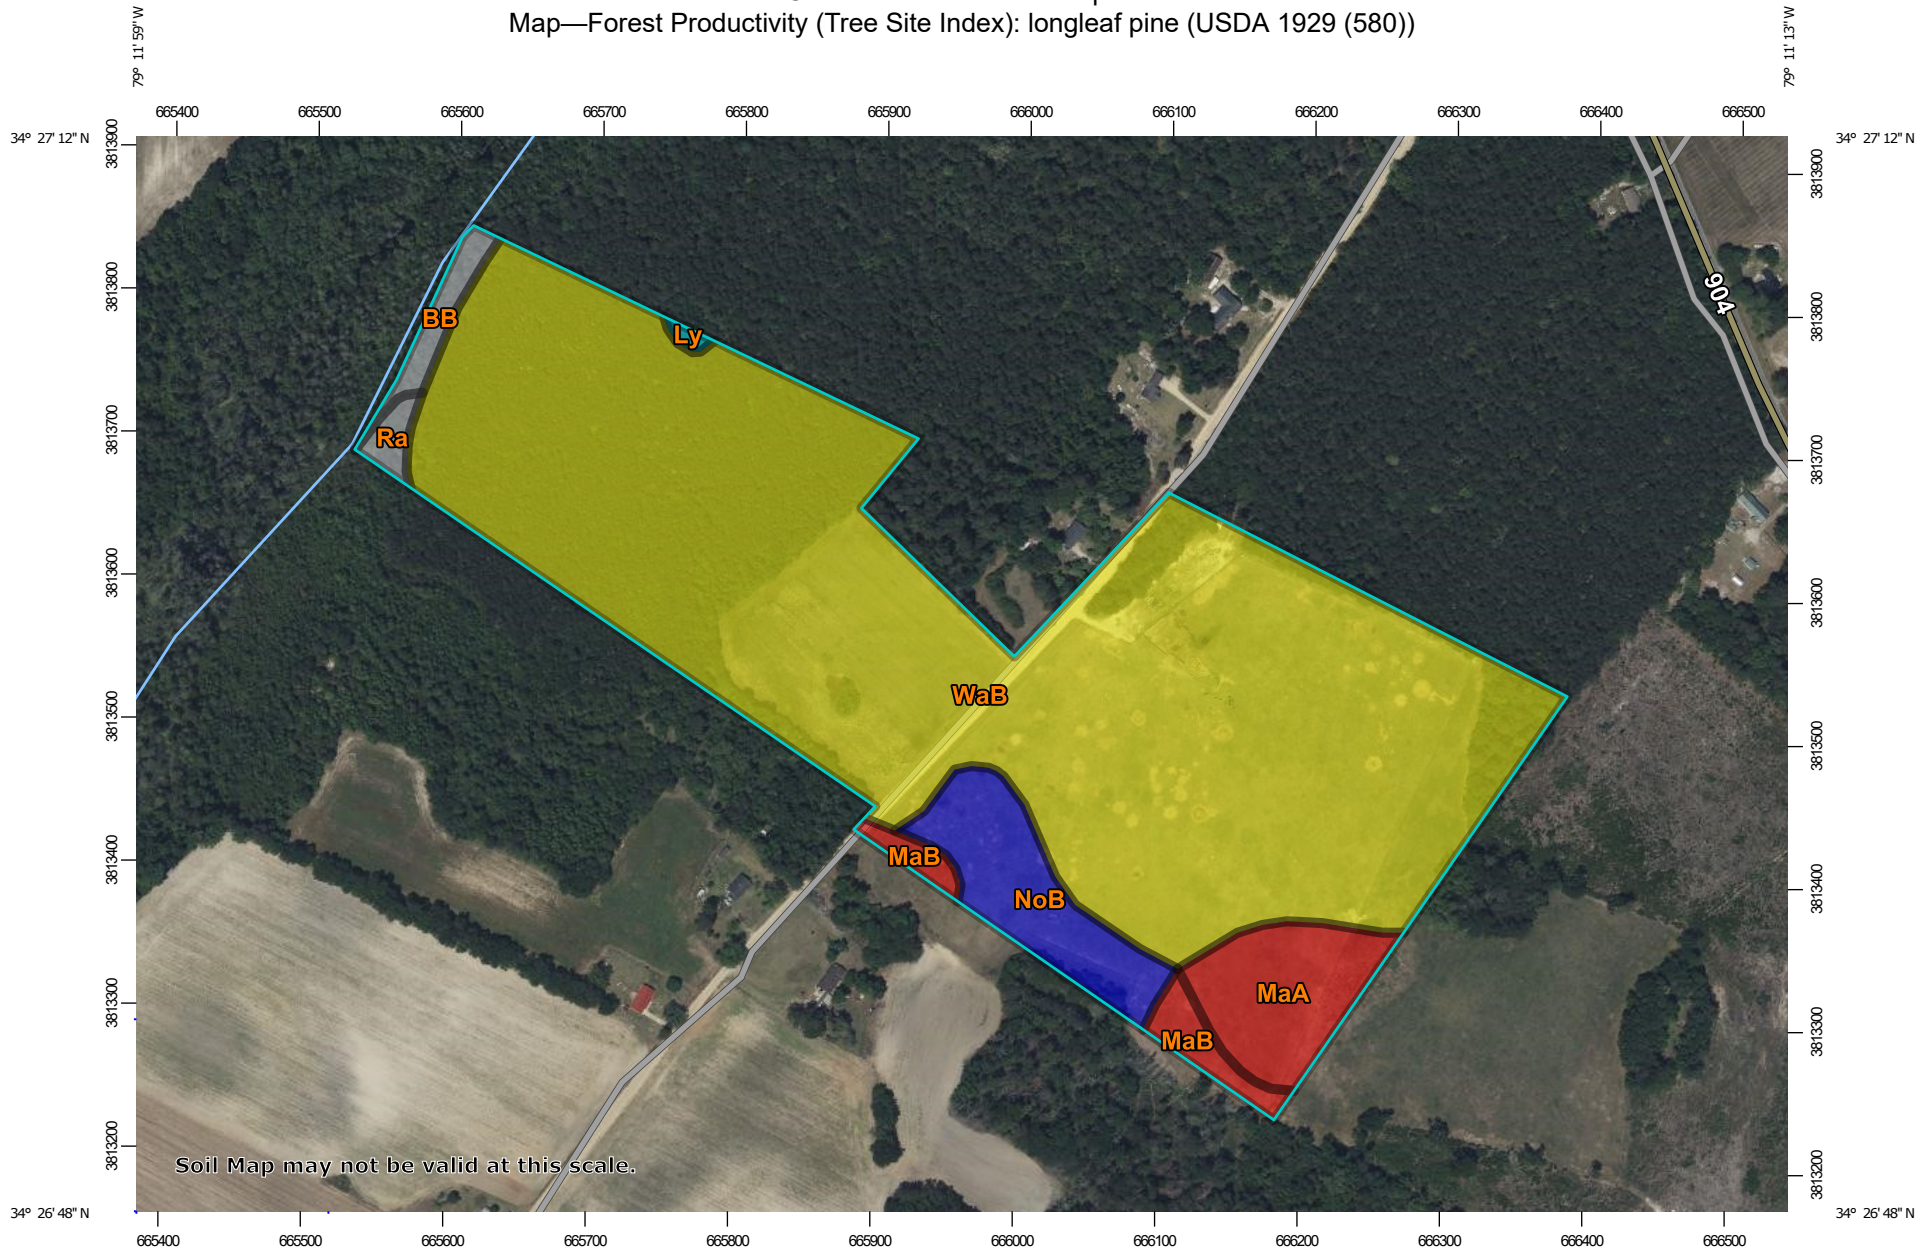 Map—Forest Productivity (Tree Site Index): longleaf pine (USDA 1929 (580))
79° 11' 59'' W
79° 11' 13'' W
665400 665500 665600 665700 665800 665900 666000 666100 666200 666300 666400 666500
34° 27' 12'' N
34° 27' 12'' N
3813900
3813900
3813800
3813800
904
BB
Ly
Ra
3813700
3813700
3813600
3813600
WaB
3813500
3813500
MaB
NoB
3813400
3813400
MaA
MaB
3813300
3813300
3813200
3813200
Soil Map may not be valid at this scale.
34° 26' 48'' N
34° 26' 48'' N
665400 665500 665600 665700 665800 665900 666000 666100 666200 666300 666400 666500